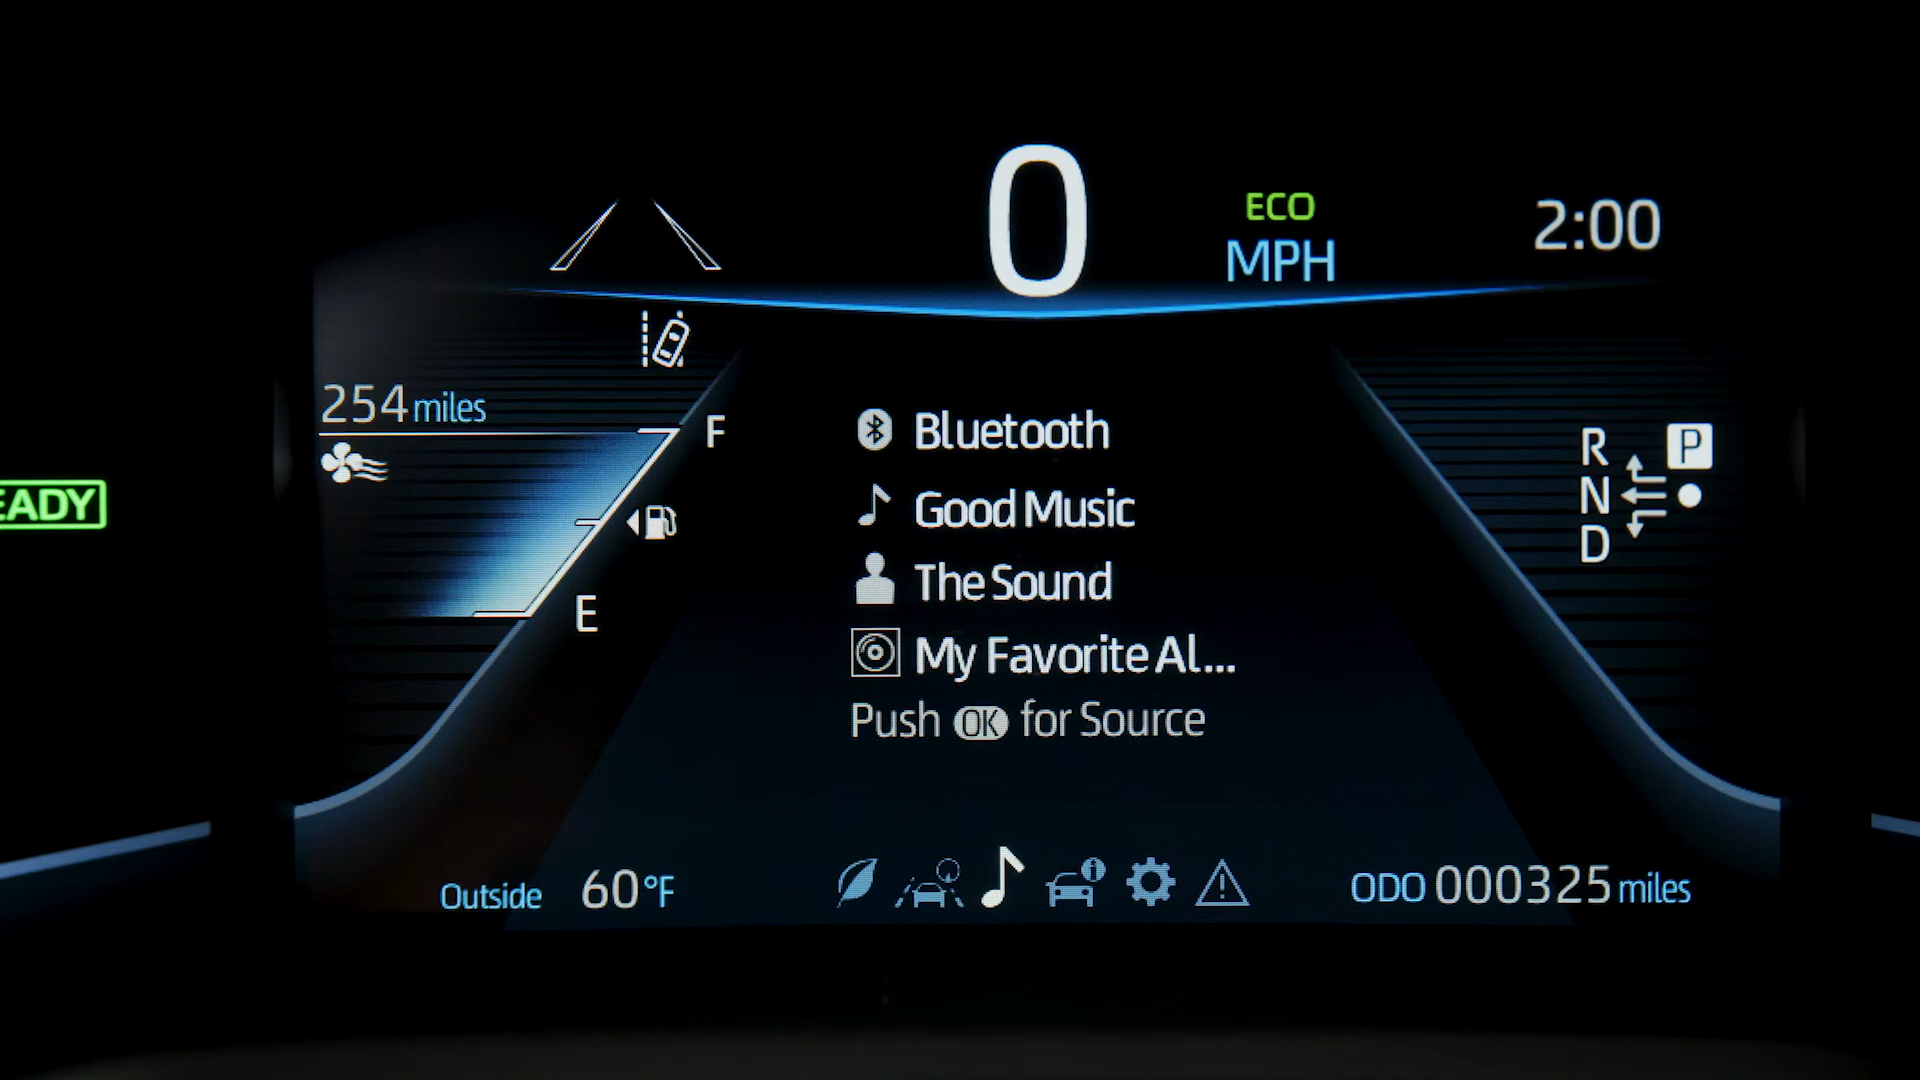 0
ECO
MPH
2:00
254 miles
F
E
EADY
Bluetooth
Good Music
The Sound
My Favorite Al...
Push OK for Source
R
P
N
D
Outside 60°F
ODO 000325 miles